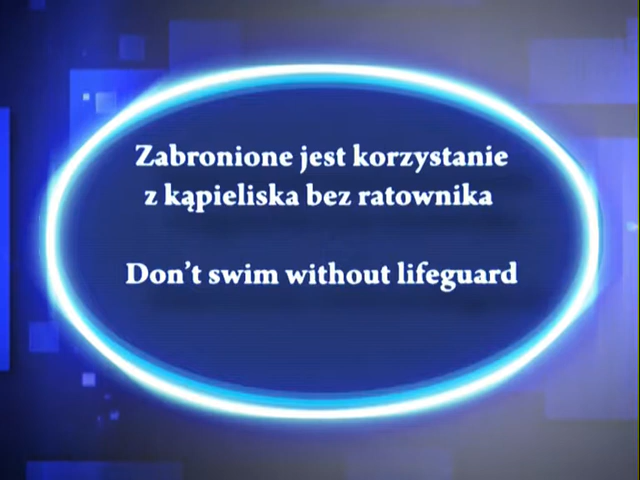 Zabronione jest korzystanie
z kąpieliska bez ratownika
Don't swim without lifeguard